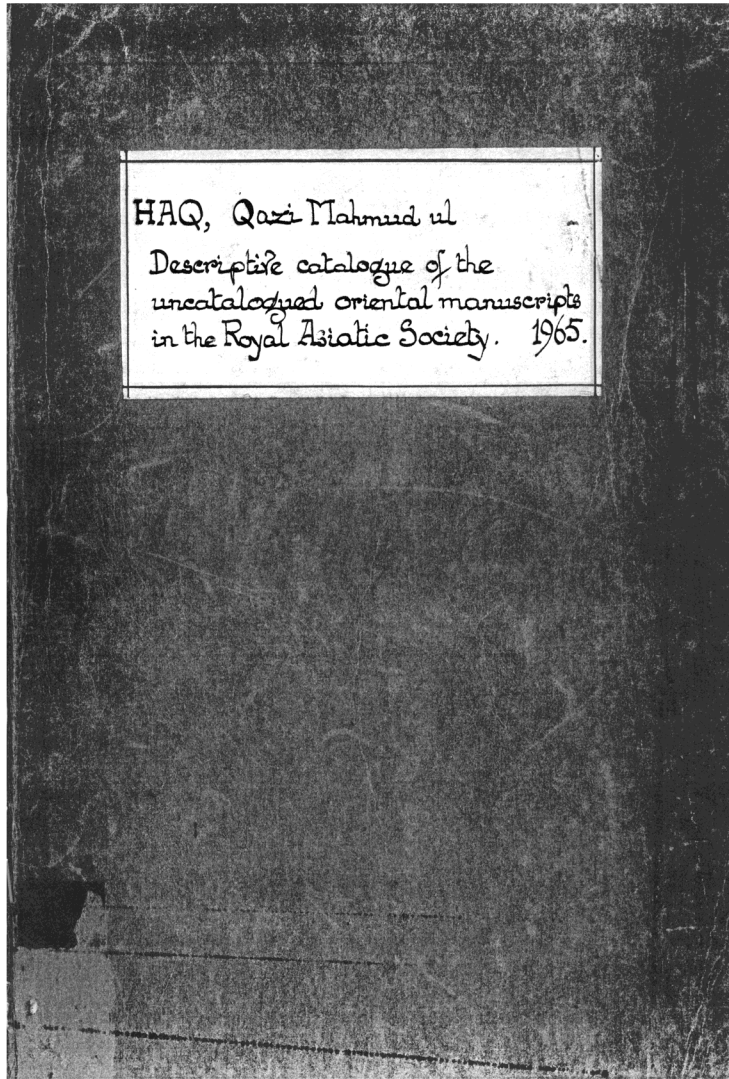 HAQ, Qazi Mahmud ul
Descriptive catalogue of the
uncatalogued oriental manuscripts
in the Royal Asiatic Society. 1965.